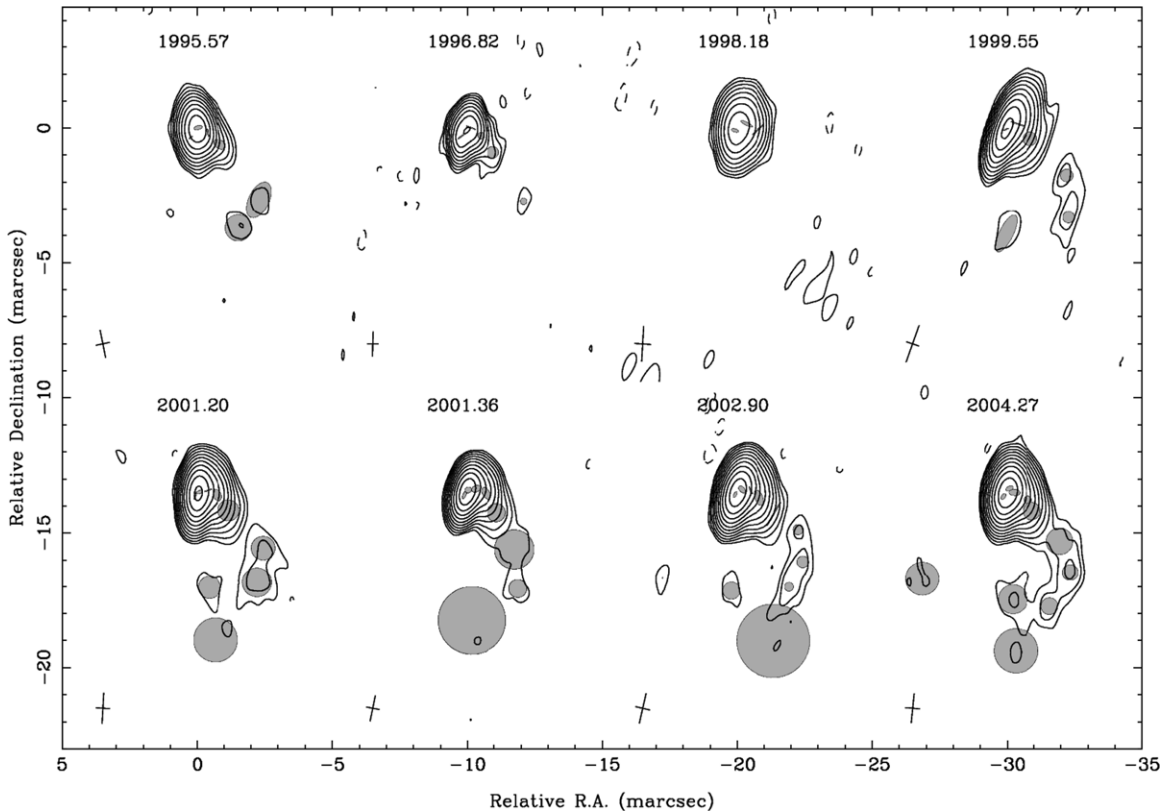 1995.57 1996.82 1998.18 1999.55
0
−5
−10
2001.20 2001.36 2002.90 2004.27
−15
−20
5 0 −5 −10 −15 −20 −25 −30 −35
Relative Declination (marcsec)
Relative R.A. (marcsec)